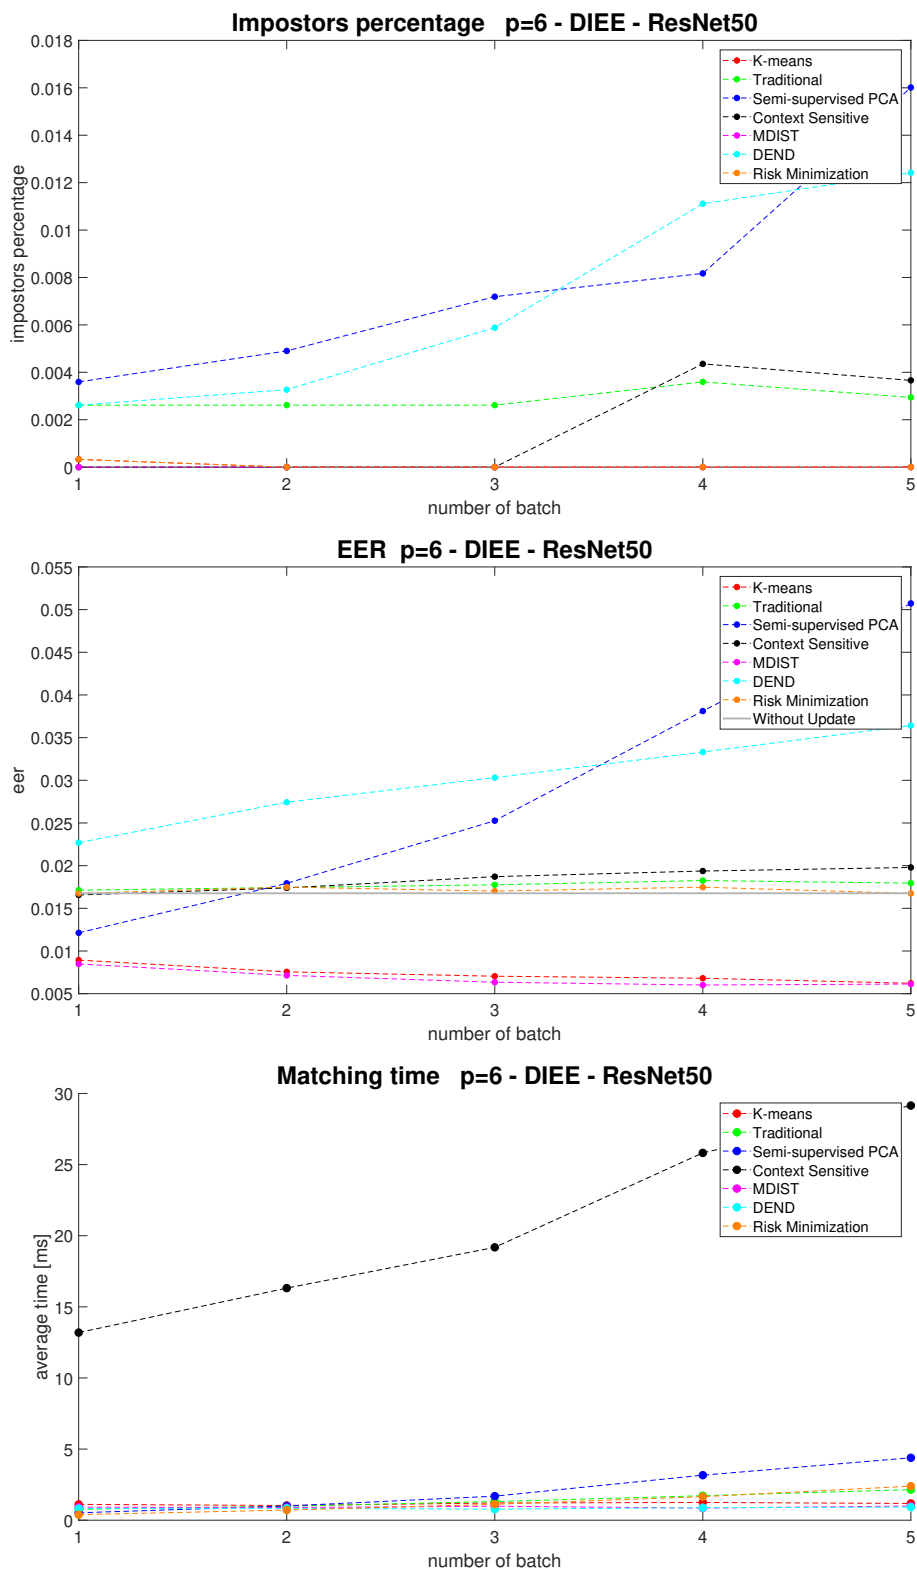 Impostors percentage p=6 - DIEE - ResNet50
0.018
0.016
0.014
0.012
0.01
0.008
0.006
0.004
0.002
0
impostors percentage
K-means
Traditional
Semi-supervised PCA
Context Sensitive
MDIST
DEND
Risk Minimization
1 2 3 4 5
number of batch
EER p=6 - DIEE - ResNet50
0.055
0.05
0.045
0.04
0.035
0.03
0.025
0.02
0.015
0.01
0.005
eer
K-means
Traditional
Semi-supervised PCA
Context Sensitive
MDIST
DEND
Risk Minimization
Without Update
1 2 3 4 5
number of batch
Matching time p=6 - DIEE - ResNet50
30
25
20
15
10
5
0
average time [ms]
K-means
Traditional
Semi-supervised PCA
Context Sensitive
MDIST
DEND
Risk Minimization
1 2 3 4 5
number of batch